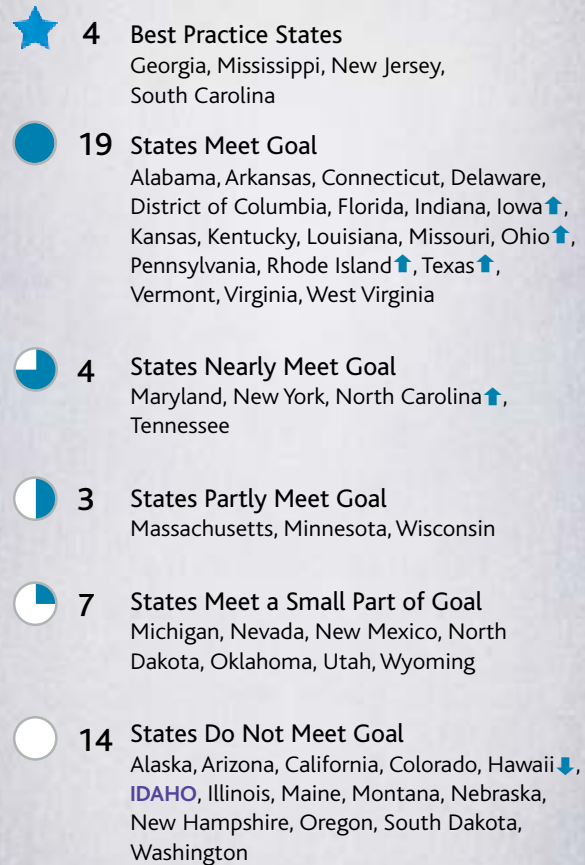 4 Best Practice States
Georgia, Mississippi, New Jersey,
South Carolina
19 States Meet Goal
Alabama, Arkansas, Connecticut, Delaware,
District of Columbia, Florida, Indiana, Iowa⬆,
Kansas, Kentucky, Louisiana, Missouri, Ohio⬆,
Pennsylvania, Rhode Island⬆, Texas⬆,
Vermont, Virginia, West Virginia
4 States Nearly Meet Goal
Maryland, New York, North Carolina⬆,
Tennessee
3 States Partly Meet Goal
Massachusetts, Minnesota, Wisconsin
7 States Meet a Small Part of Goal
Michigan, Nevada, New Mexico, North
Dakota, Oklahoma, Utah, Wyoming
14 States Do Not Meet Goal
Alaska, Arizona, California, Colorado, Hawaii⬇,
IDAHO, Illinois, Maine, Montana, Nebraska,
New Hampshire, Oregon, South Dakota,
Washington